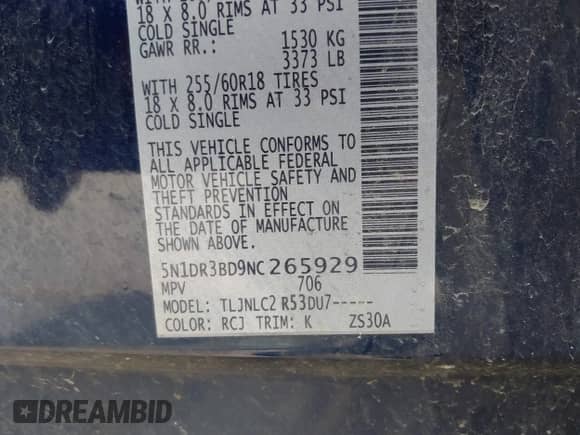 18 X 8.0 RIMS AT 33 PSI
COLD SINGLE
GAWR RR.: 1530 KG
3373 LB
WITH 255/60R18 TIRES
18 X 8.0 RIMS AT 33 PSI
COLD SINGLE
THIS VEHICLE CONFORMS TO
ALL APPLICABLE FEDERAL
MOTOR VEHICLE SAFETY AND
THEFT PREVENTION
STANDARDS IN EFFECT ON
THE DATE OF MANUFACTURE
SHOWN ABOVE.
5N1DR3BD9NC265929
MPV 706
MODEL: TLJNLC2 R53DU7-----
COLOR: RCJ TRIM: K ZS30A
DREAMBID